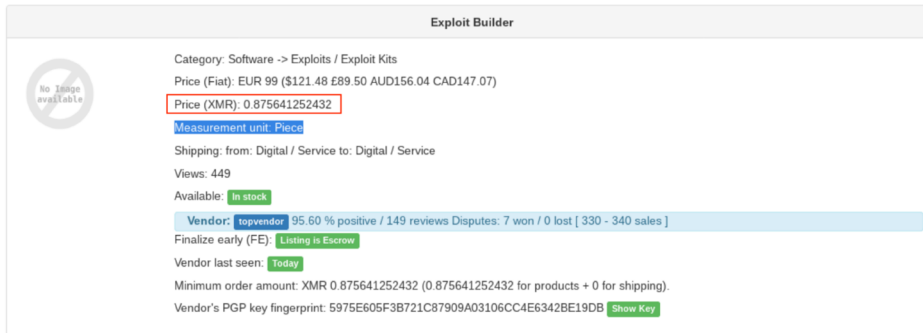 Exploit Builder
No Image
available
Category: Software -> Exploits / Exploit Kits
Price (Fiat): EUR 99 ($121.48 £89.50 AUD156.04 CAD147.07)
Price (XMR): 0.875641252432
Measurement unit: Piece
Shipping: from: Digital / Service to: Digital / Service
Views: 449
Available: In stock
Vendor: topvendor 95.60 % positive / 149 reviews Disputes: 7 won / 0 lost [ 330 - 340 sales ]
Finalize early (FE): Listing is Escrow
Vendor last seen: Today
Minimum order amount: XMR 0.875641252432 (0.875641252432 for products + 0 for shipping).
Vendor's PGP key fingerprint: 5975E605F3B721C87909A03106CC4E6342BE19DB Show Key